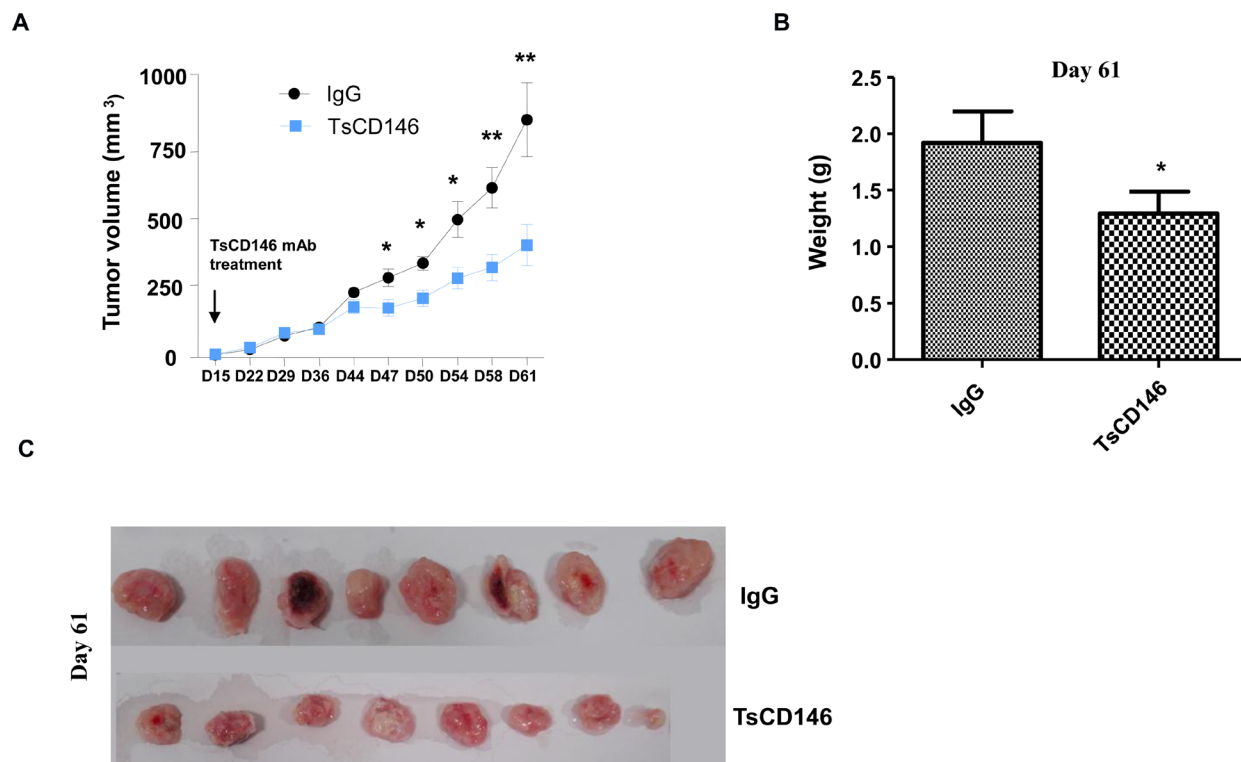 A
Tumor volume (mm 3)
1000
750
500
250
0
IgG
TsCD146
TsCD146 mAb
treatment
*
*
*
**
**
D15 D22 D29 D36 D44 D47 D50 D54 D58 D61
B
Day 61
Weight (g)
2.5
2.0
1.5
1.0
0.5
0.0
*
IgG
TsCD146
C
Day 61
IgG
TsCD146